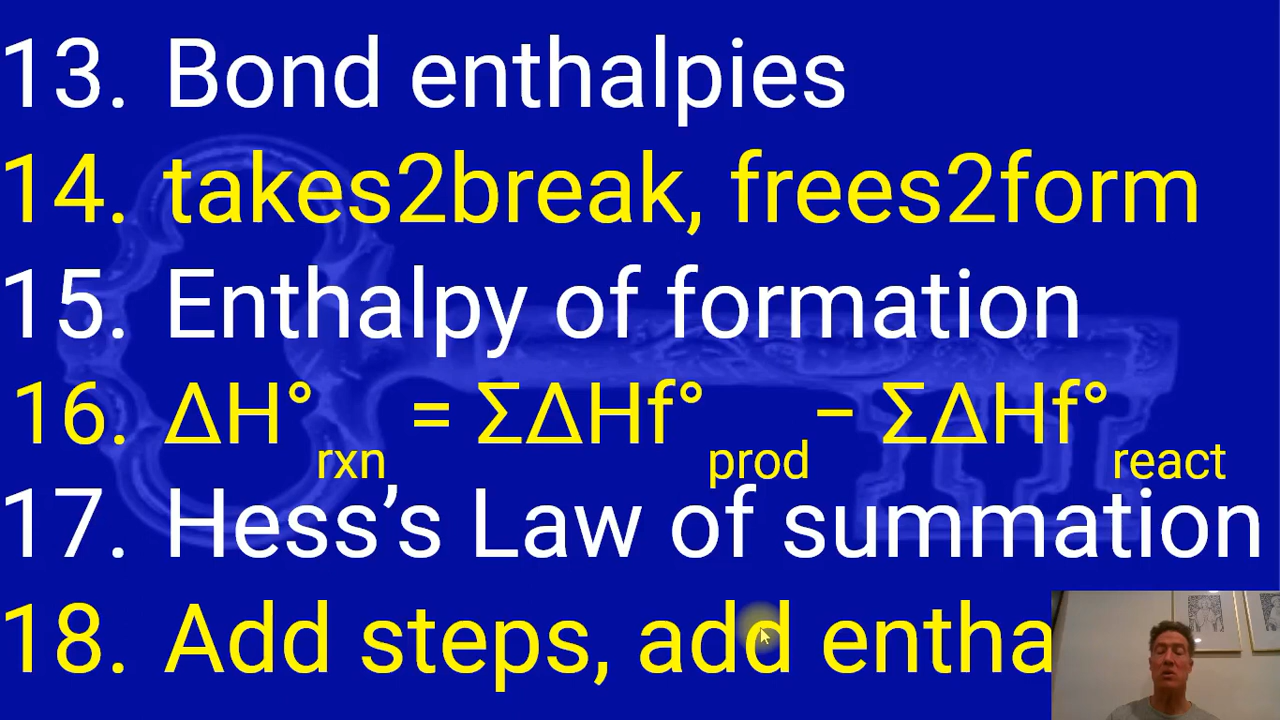 13. Bond enthalpies
14. takes2break, frees2form
15. Enthalpy of formation
16. ΔH°rxn = ΣΔHf°prod – ΣΔHf°react
17. Hess’s Law of summation
18. Add steps, add entha